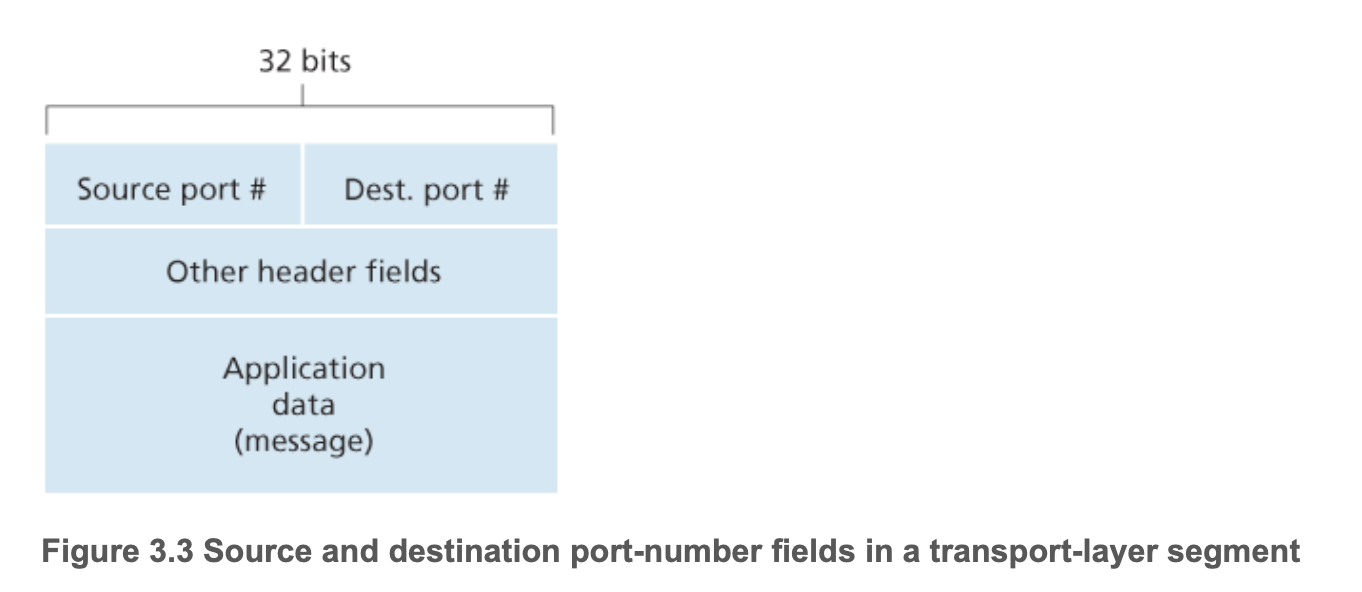 32 bits
Source port # Dest. port #
Other header fields
Application
data
(message)
Figure 3.3 Source and destination port-number fields in a transport-layer segment